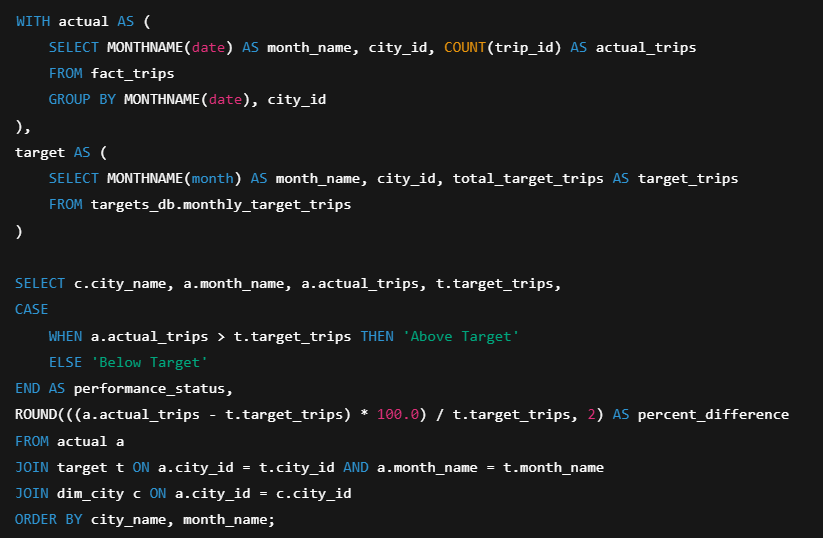 WITH actual AS (
    SELECT MONTHNAME(date) AS month_name, city_id, COUNT(trip_id) AS actual_trips
    FROM fact_trips
    GROUP BY MONTHNAME(date), city_id
),
target AS (
    SELECT MONTHNAME(month) AS month_name, city_id, total_target_trips AS target_trips
    FROM targets_db.monthly_target_trips
)

SELECT c.city_name, a.month_name, a.actual_trips, t.target_trips,
CASE
    WHEN a.actual_trips > t.target_trips THEN 'Above Target'
    ELSE 'Below Target'
END AS performance_status,
ROUND(((a.actual_trips - t.target_trips) * 100.0) / t.target_trips, 2) AS percent_difference
FROM actual a
JOIN target t ON a.city_id = t.city_id AND a.month_name = t.month_name
JOIN dim_city c ON a.city_id = c.city_id
ORDER BY city_name, month_name;